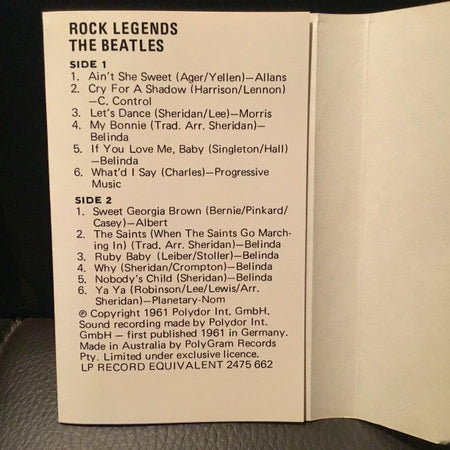 ROCK LEGENDS
THE BEATLES
SIDE 1
1. Ain't She Sweet (Ager/Yellen)—Allans
2. Cry For A Shadow (Harrison/Lennon)
—C. Control
3. Let's Dance (Sheridan/Lee)—Morris
4. My Bonnie (Trad. Arr. Sheridan)—
Belinda
5. If You Love Me, Baby (Singleton/Hall)
—Belinda
6. What'd I Say (Charles)—Progressive
Music
SIDE 2
1. Sweet Georgia Brown (Bernie/Pinkard/
Casey)—Albert
2. The Saints (When The Saints Go March-
ing In) (Trad. Arr. Sheridan)—Belinda
3. Ruby Baby (Leiber/Stoller)—Belinda
4. Why (Sheridan/Crompton)—Belinda
5. Nobody's Child (Sheridan)—Belinda
6. Ya Ya (Robinson/Lee/Lewis/Arr.
Sheridan)—Planetary-Nom
℗ Copyright 1961 Polydor Int. GmbH.
Sound recording made by Polydor Int.
GmbH — first published 1961 in Germany.
Made in Australia by PolyGram Records
Pty. Limited under exclusive licence.
LP RECORD EQUIVALENT 2475 662